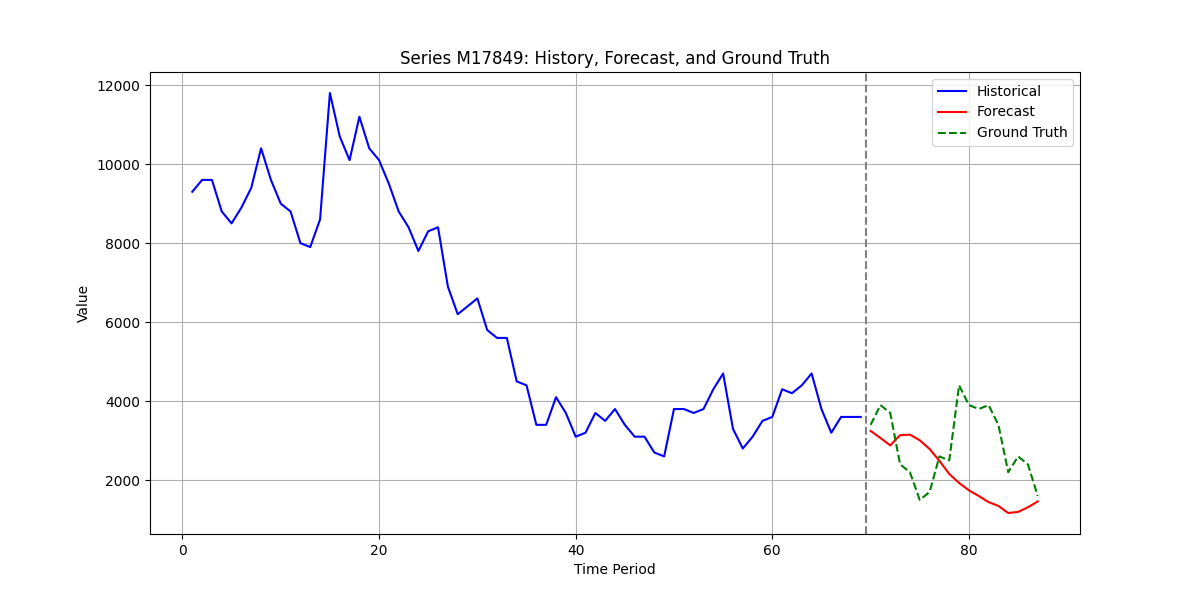 Series M17849: History, Forecast, and Ground Truth
Historical
Forecast
Ground Truth
12000
10000
8000
6000
4000
2000
Value
0
20
40
60
80
Time Period